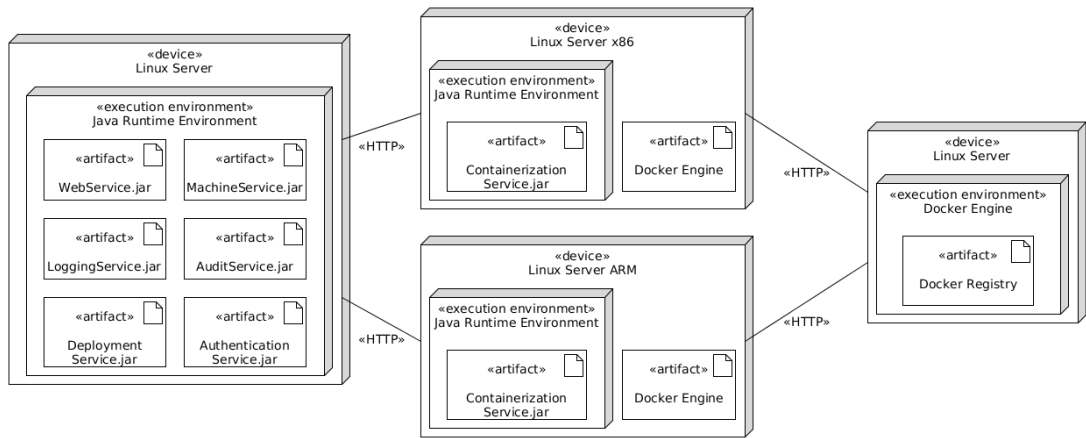 «device»
Linux Server
«execution environment»
Java Runtime Environment
«artifact»
WebService.jar
«artifact»
MachineService.jar
«artifact»
LoggingService.jar
«artifact»
AuditService.jar
«artifact»
Deployment
Service.jar
«artifact»
Authentication
Service.jar
«HTTP»
«HTTP»
«device»
Linux Server x86
«execution environment»
Java Runtime Environment
«artifact»
Containerization
Service.jar
«artifact»
Docker Engine
«device»
Linux Server ARM
«execution environment»
Java Runtime Environment
«artifact»
Containerization
Service.jar
«artifact»
Docker Engine
«HTTP»
«HTTP»
«device»
Linux Server
«execution environment»
Docker Engine
«artifact»
Docker Registry